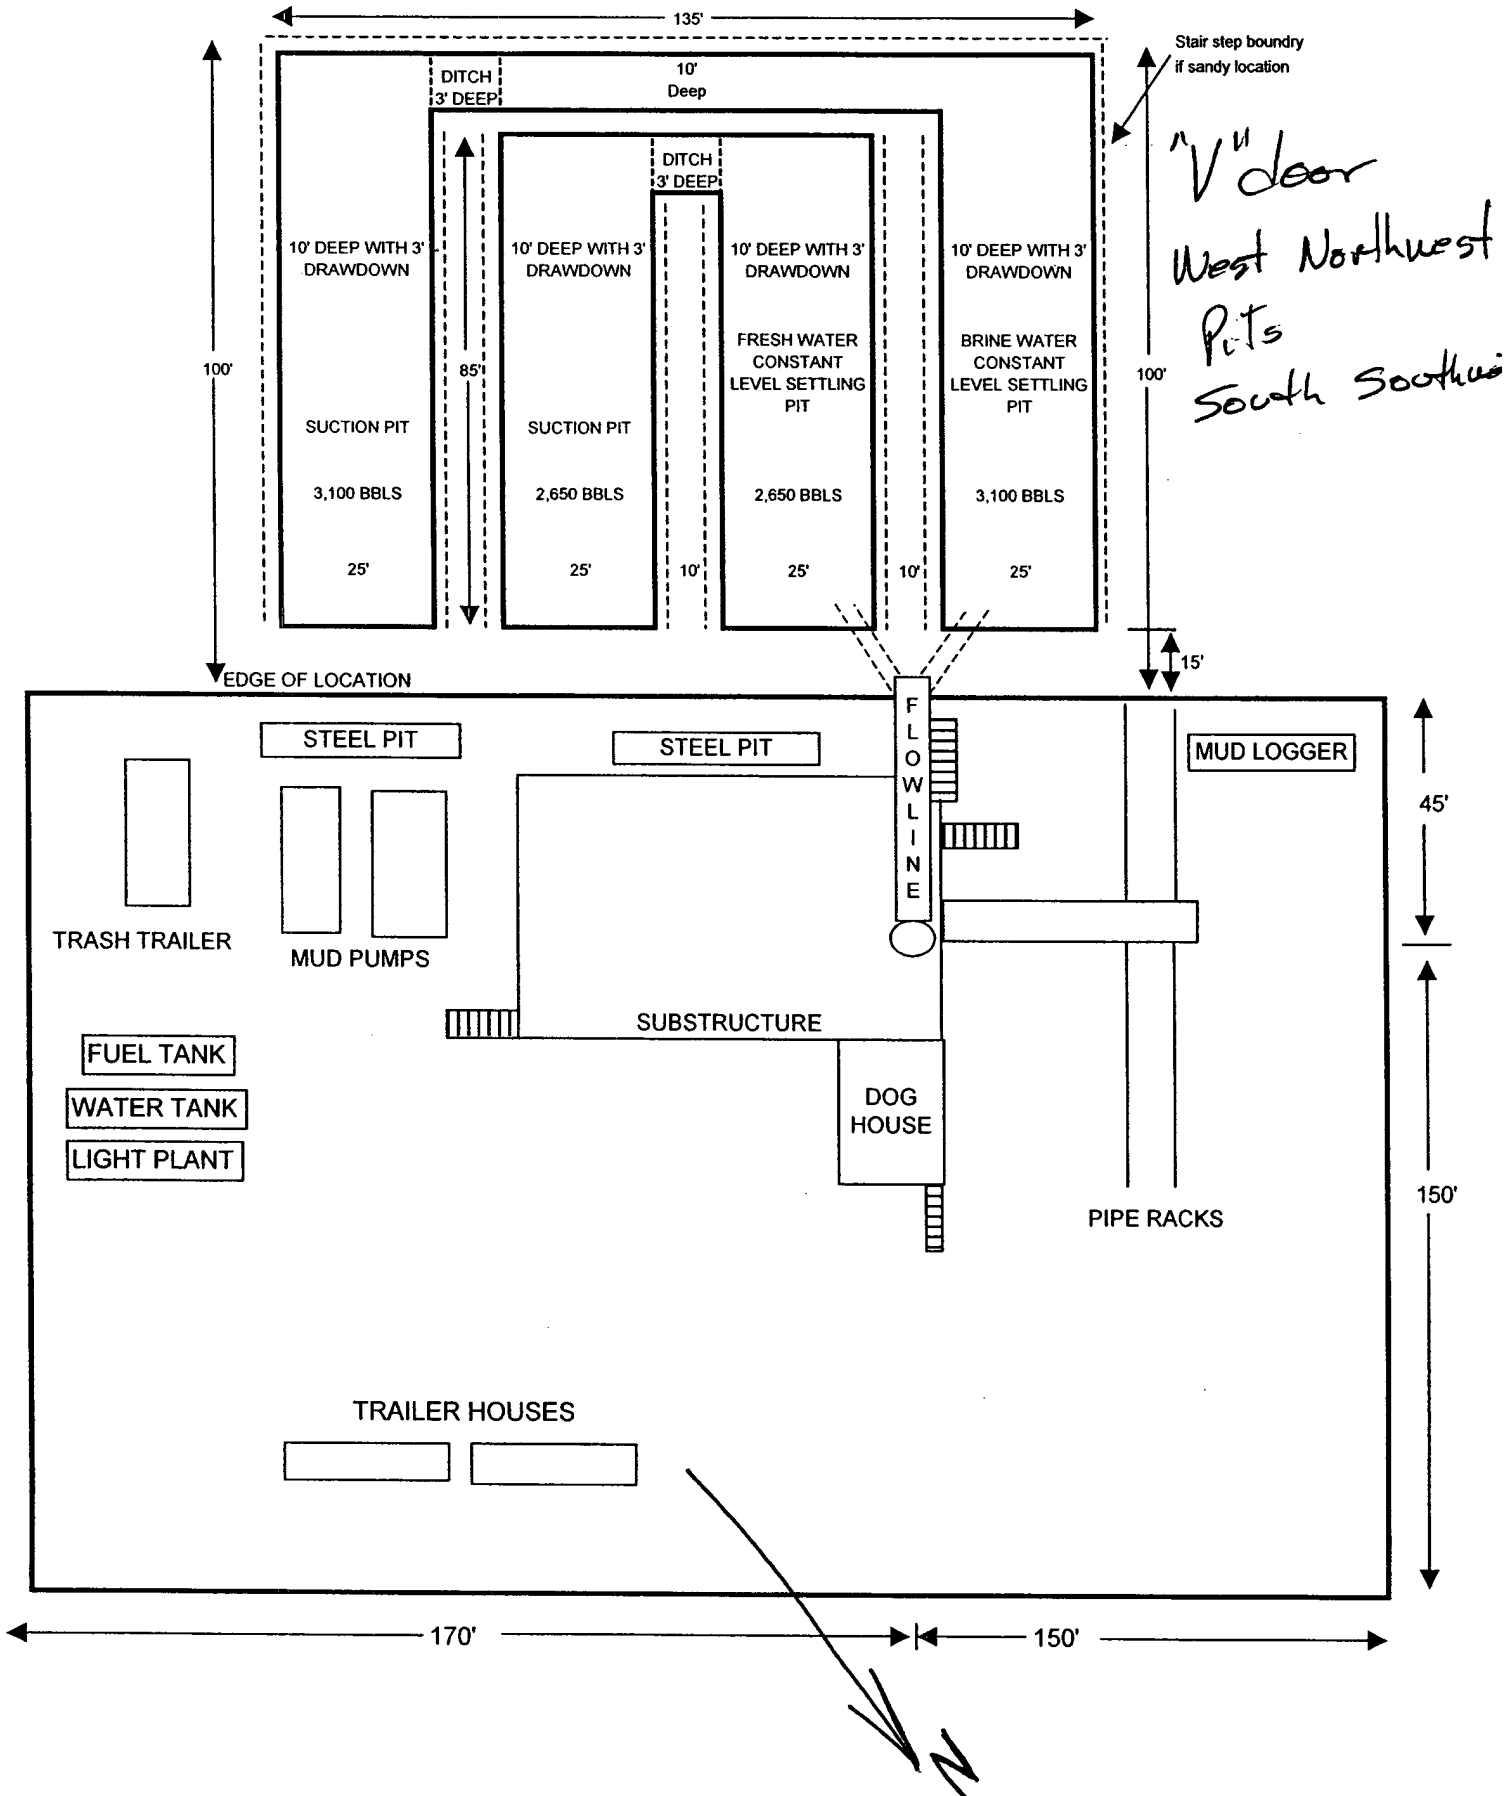 135'
Stair step boundry
if sandy location
DITCH
3' DEEP
10'
Deep
"V" door
West Northwest
Pits
South
DITCH
3' DEEP
10' DEEP WITH 3'
DRAWDOWN
10' DEEP WITH 3'
DRAWDOWN
10' DEEP WITH 3'
DRAWDOWN
10' DEEP WITH 3'
DRAWDOWN
100'
85'
100'
FRESH WATER
CONSTANT
LEVEL SETTLING
PIT
BRINE WATER
CONSTANT
LEVEL SETTLING
PIT
SUCTION PIT
SUCTION PIT
3,100 BBLS
2,650 BBLS
2,650 BBLS
3,100 BBLS
25'
25'
10'
25'
10'
25'
15'
EDGE OF LOCATION
STEEL PIT
STEEL PIT
FLOWLINE
MUD LOGGER
45'
TRASH TRAILER
MUD PUMPS
SUBSTRUCTURE
FUEL TANK
WATER TANK
LIGHT PLANT
DOG
HOUSE
150'
PIPE RACKS
TRAILER HOUSES
170'
150'
N